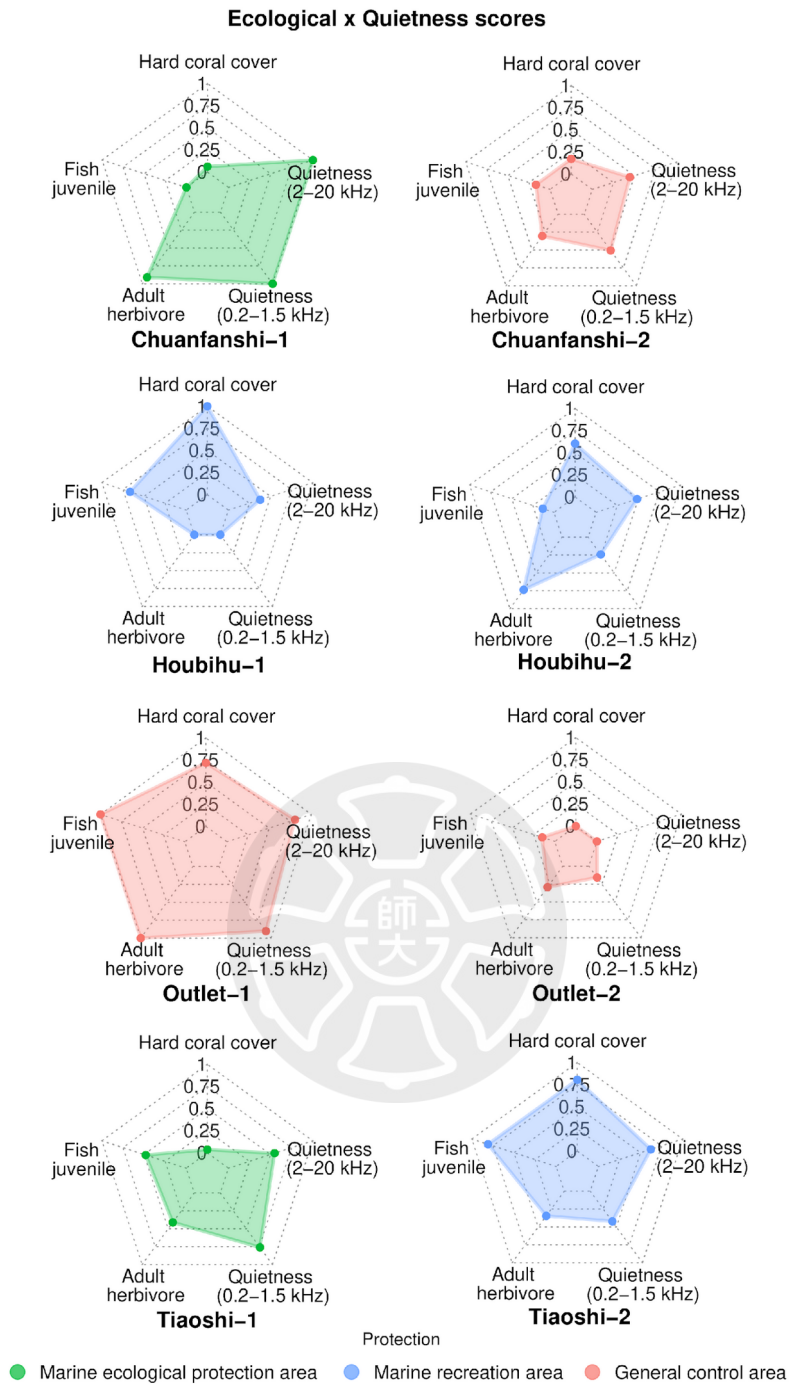 Ecological x Quietness scores
Hard coral cover
1
0.75
0.5
0.25
0
Fish
juvenile
Quietness
(2–20 kHz)
Adult
herbivore
Quietness
(0.2–1.5 kHz)
Chuanfanshi–1
Hard coral cover
1
0.75
0.5
0.25
0
Fish
juvenile
Quietness
(2–20 kHz)
Adult
herbivore
Quietness
(0.2–1.5 kHz)
Chuanfanshi–2
Hard coral cover
1
0.75
0.5
0.25
0
Fish
juvenile
Quietness
(2–20 kHz)
Adult
herbivore
Quietness
(0.2–1.5 kHz)
Houbihu–1
Hard coral cover
1
0.75
0.5
0.25
0
Fish
juvenile
Quietness
(2–20 kHz)
Adult
herbivore
Quietness
(0.2–1.5 kHz)
Houbihu–2
Hard coral cover
1
0.75
0.5
0.25
0
Fish
juvenile
Quietness
(2–20 kHz)
Adult
herbivore
Quietness
(0.2–1.5 kHz)
Outlet–1
Hard coral cover
1
0.75
0.5
0.25
0
Fish
juvenile
Quietness
(2–20 kHz)
Adult
herbivore
Quietness
(0.2–1.5 kHz)
Outlet–2
師
大
Hard coral cover
1
0.75
0.5
0.25
0
Fish
juvenile
Quietness
(2–20 kHz)
Adult
herbivore
Quietness
(0.2–1.5 kHz)
Tiaoshi–1
Hard coral cover
1
0.75
0.5
0.25
0
Fish
juvenile
Quietness
(2–20 kHz)
Adult
herbivore
Quietness
(0.2–1.5 kHz)
Tiaoshi–2
Protection
Marine ecological protection area
Marine recreation area
General control area